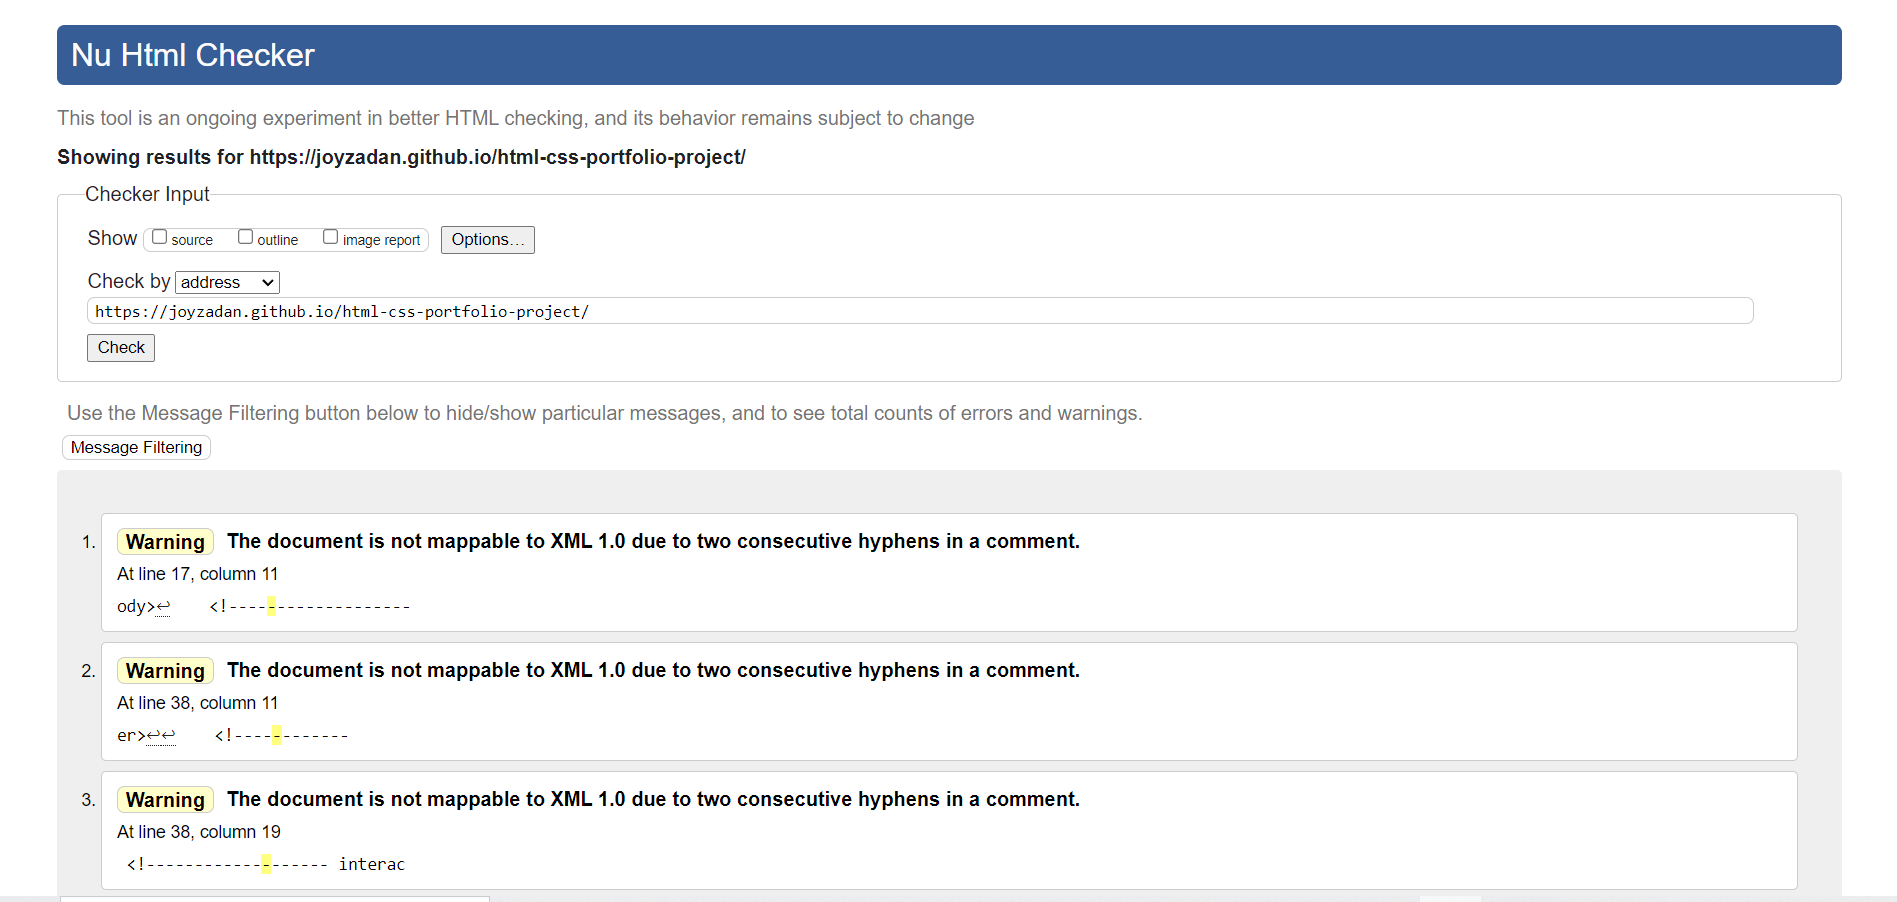 Nu Html Checker
This tool is an ongoing experiment in better HTML checking, and its behavior remains subject to change
Showing results for https://joyzadan.github.io/html-css-portfolio-project/
Checker Input
Show source outline image report Options...
Check by address
https://joyzadan.github.io/html-css-portfolio-project/
Check
Use the Message Filtering button below to hide/show particular messages, and to see total counts of errors and warnings.
Message Filtering
1. Warning The document is not mappable to XML 1.0 due to two consecutive hyphens in a comment.
At line 17, column 11
ody>↩    <!-------------------
2. Warning The document is not mappable to XML 1.0 due to two consecutive hyphens in a comment.
At line 38, column 11
er>↩↩    <!------------
3. Warning The document is not mappable to XML 1.0 due to two consecutive hyphens in a comment.
At line 38, column 19
<!------------------- interac